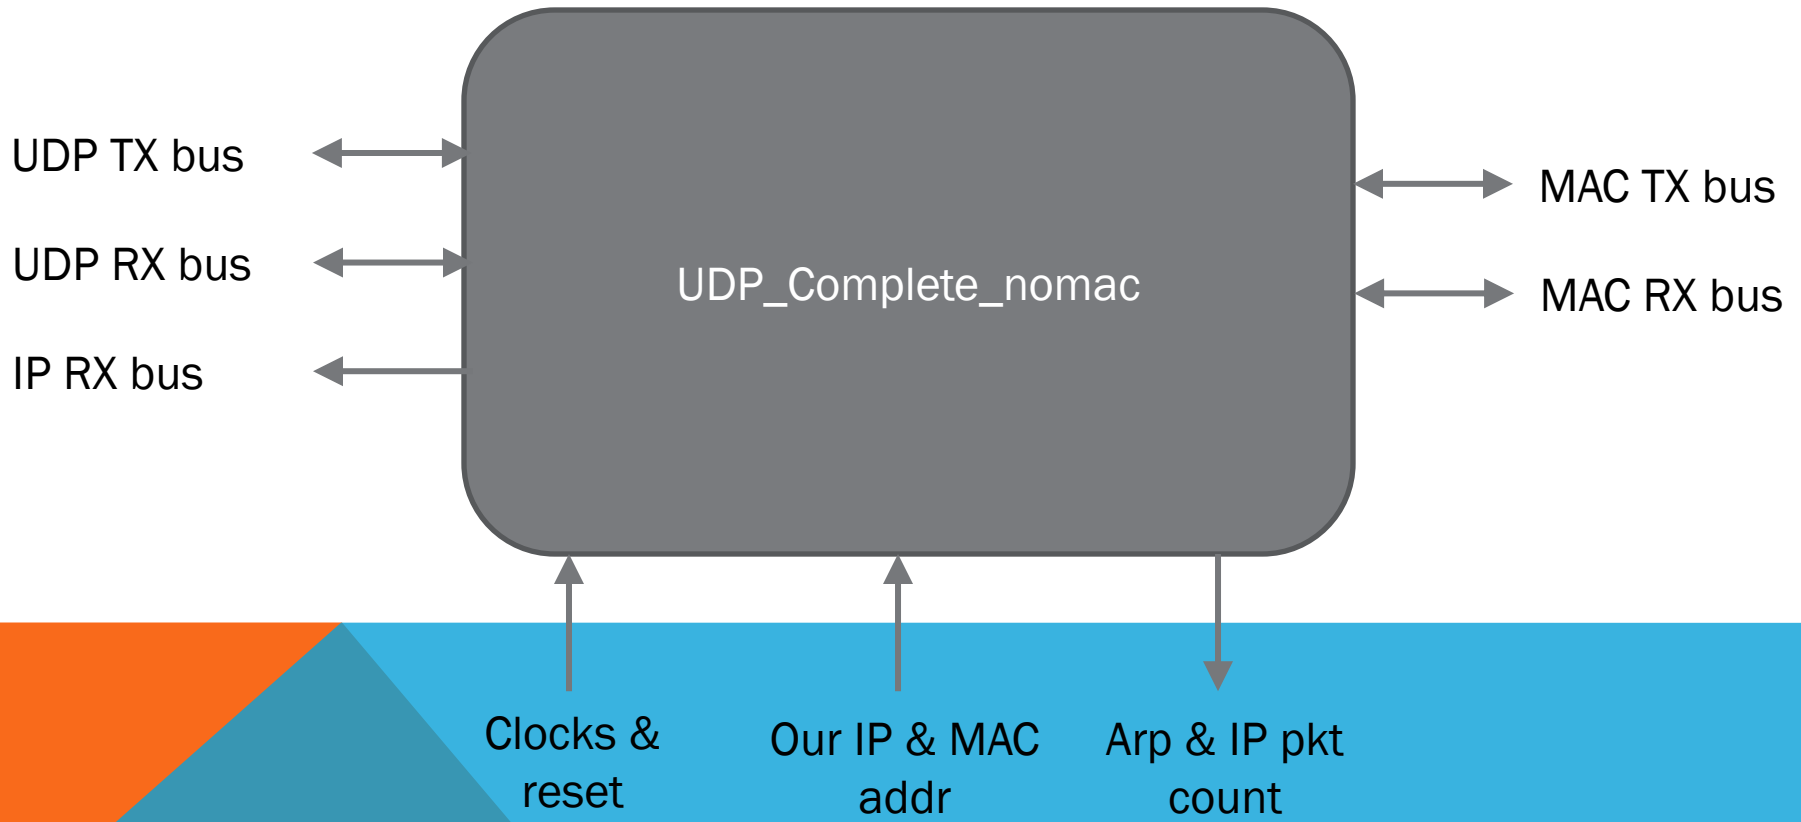 UDP TX bus
UDP RX bus
IP RX bus
UDP_Complete_nomac
MAC TX bus
MAC RX bus
Clocks &
reset
Our IP & MAC
addr
Arp & IP pkt
count